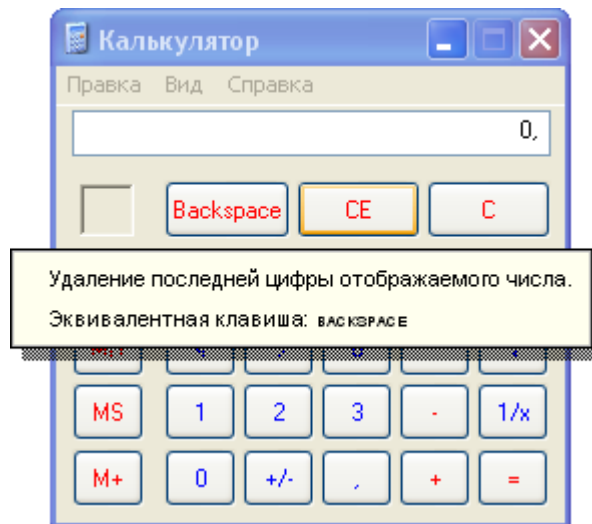 Калькулятор
Правка Вид Справка
0,
Backspace CE C
Удаление последней цифры отображаемого числа.
Эквивалентная клавиша: BACKSPACE
MS 1 2 3 - 1/x
M+ 0 +/- , + =